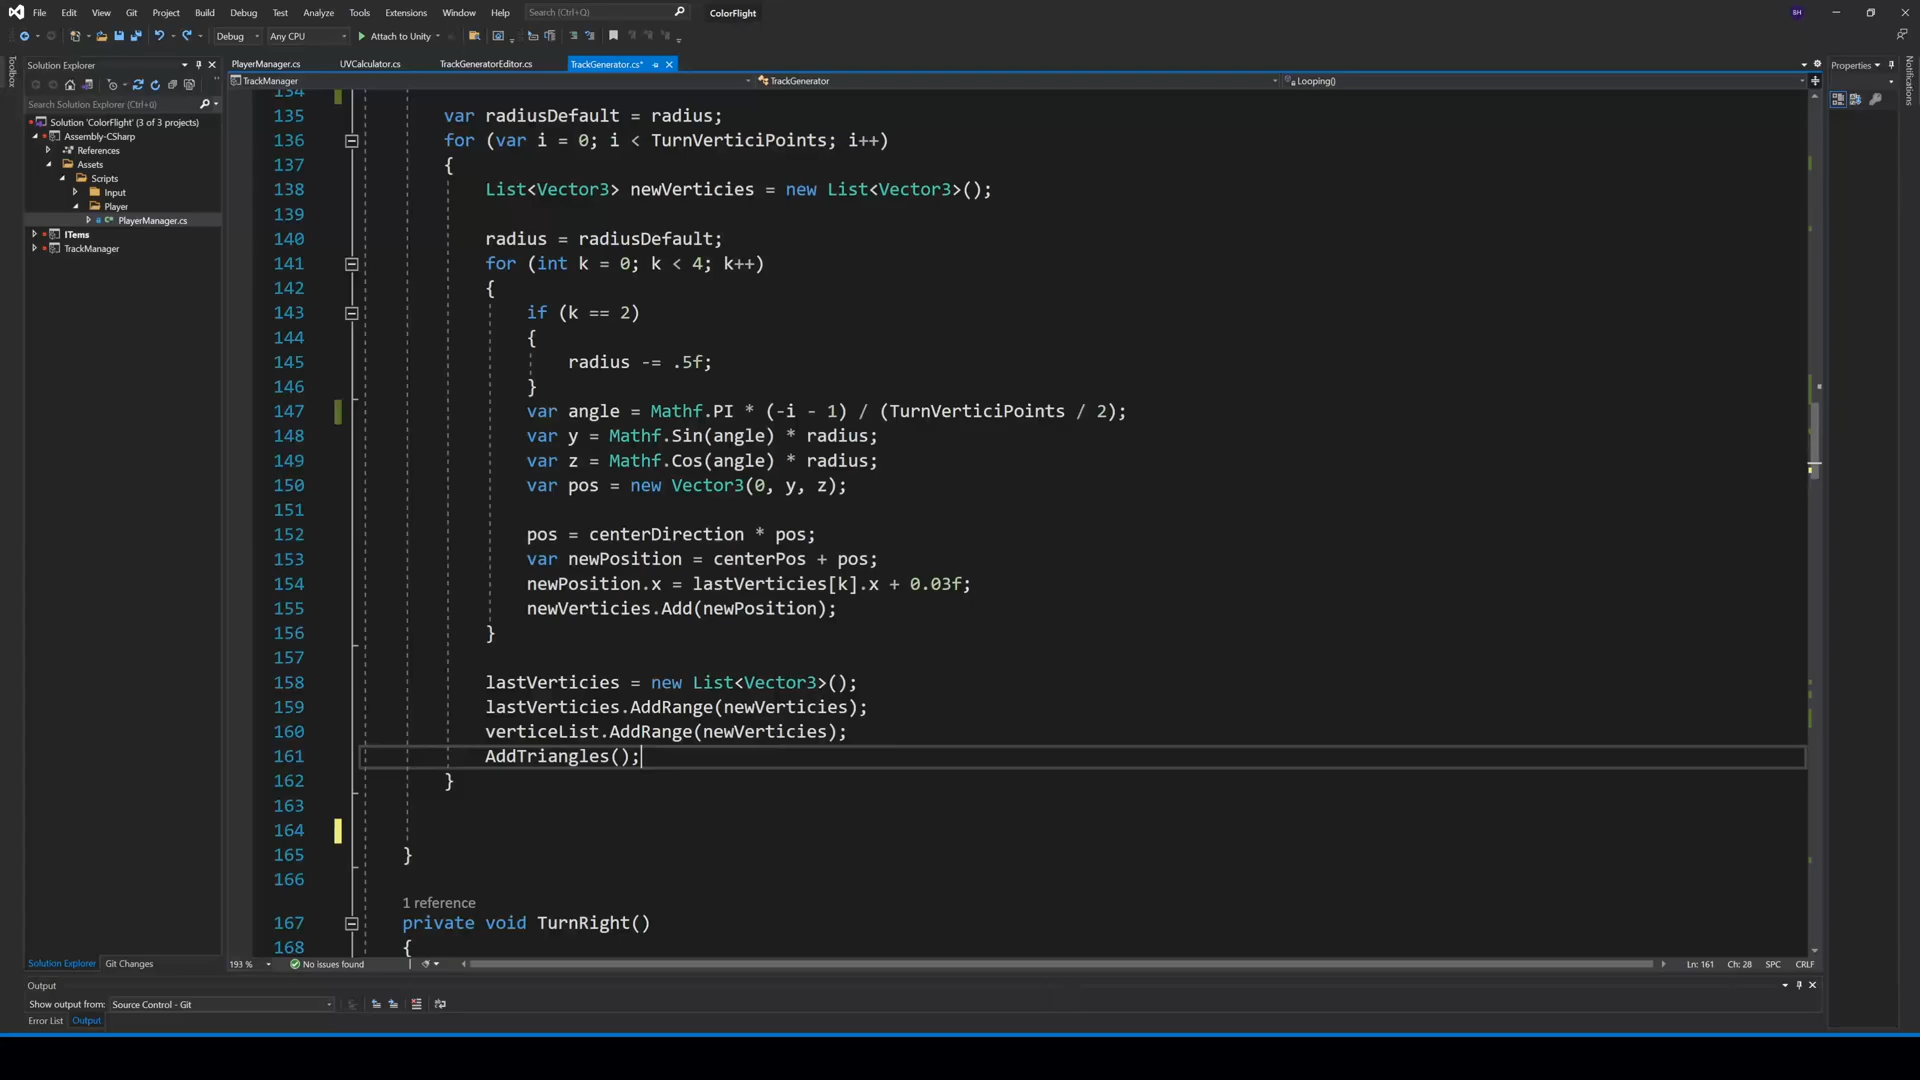 File Edit View Git Project Build Debug Test Analyze Tools Extensions Window Help Search (Ctrl+Q) ColorFlight BH
Debug Any CPU Attach to Unity
Toolbox
Solution Explorer
Search Solution Explorer (Ctrl+ü)
Solution 'ColorFlight' (3 of 3 projects)
Assembly-CSharp
References
Assets
Scripts
Input
Player
PlayerManager.cs
ITems
TrackManager
Solution Explorer Git Changes
PlayerManager.cs UVCalculator.cs TrackGeneratorEditor.cs TrackGenerator.cs*
TrackManager TrackGenerator Looping()
134
135 var radiusDefault = radius;
136 for (var i = 0; i < TurnVerticiPoints; i++)
137 {
138 List<Vector3> newVerticies = new List<Vector3>();
139
140 radius = radiusDefault;
141 for (int k = 0; k < 4; k++)
142 {
143 if (k == 2)
144 {
145 radius -= .5f;
146 }
147 var angle = Mathf.PI * (-i - 1) / (TurnVerticiPoints / 2);
148 var y = Mathf.Sin(angle) * radius;
149 var z = Mathf.Cos(angle) * radius;
150 var pos = new Vector3(0, y, z);
151
152 pos = centerDirection * pos;
153 var newPosition = centerPos + pos;
154 newPosition.x = lastVerticies[k].x + 0.03f;
155 newVerticies.Add(newPosition);
156 }
157
158 lastVerticies = new List<Vector3>();
159 lastVerticies.AddRange(newVerticies);
160 verticeList.AddRange(newVerticies);
161 AddTriangles();
162 }
163
164
165 }
166
1 reference
167 private void TurnRight()
168 {
193 % No issues found Ln: 161 Ch: 28 SPC CRLF
Properties
Notifications
Output
Show output from: Source Control - Git
Error List Output